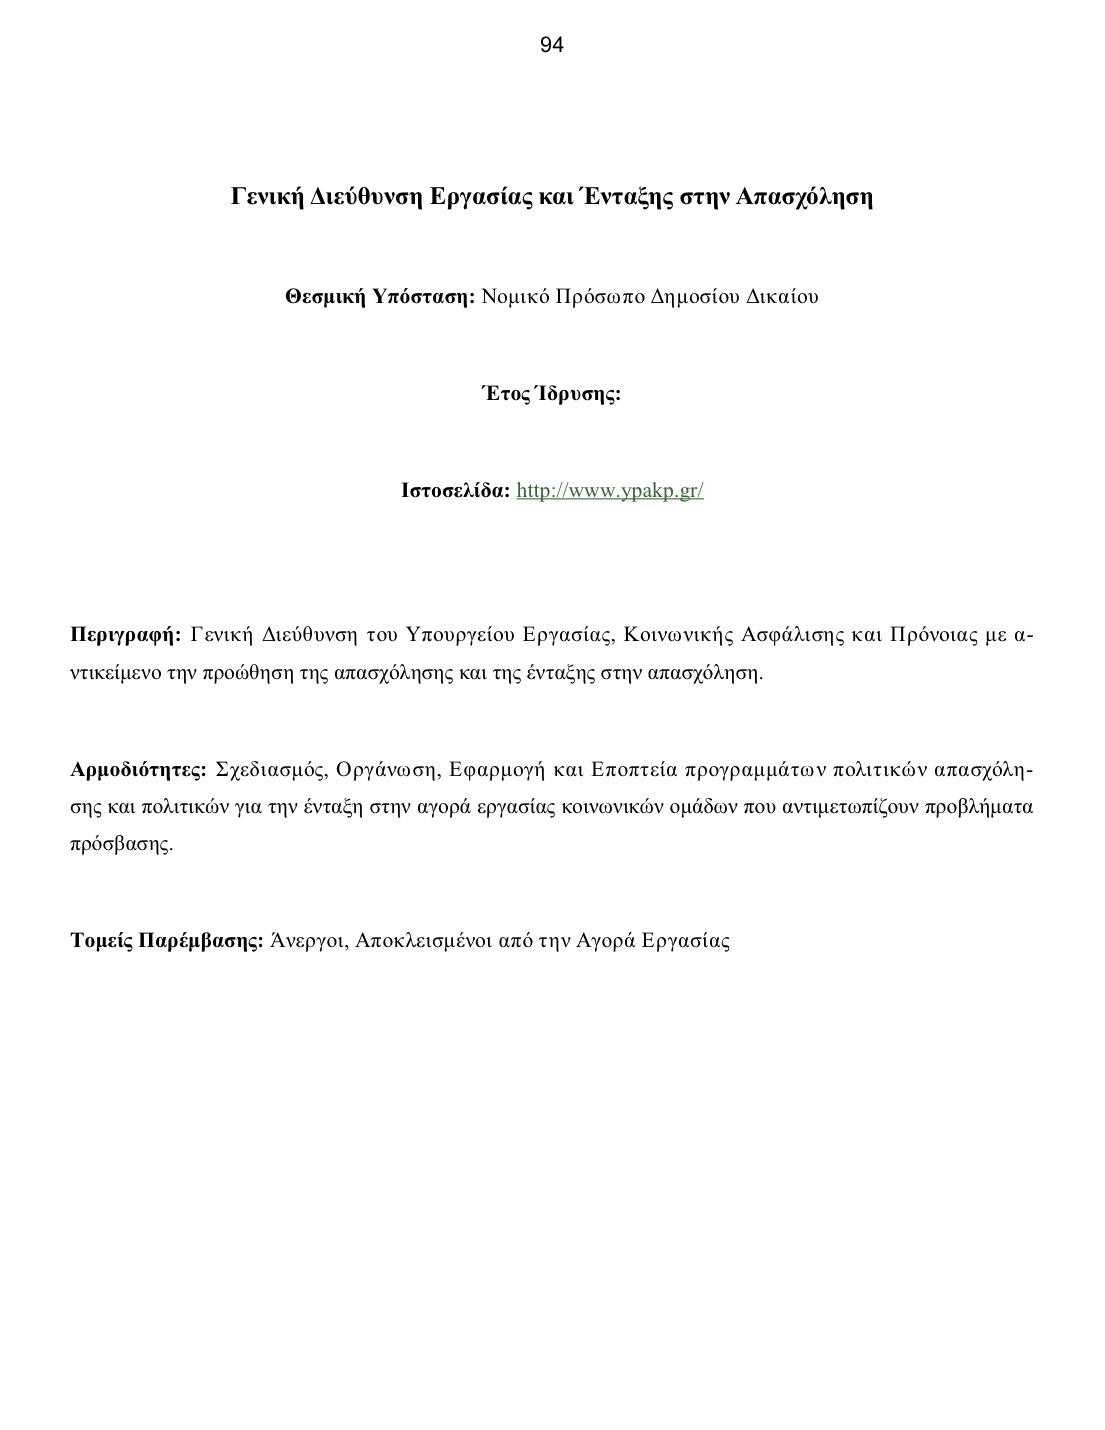 94
Γενική Διεύθυνση Εργασίας και Ένταξης στην Απασχόληση
Θεσμική Υπόσταση: Νομικό Πρόσωπο Δημοσίου Δικαίου
Έτος Ίδρυσης:
Ιστοσελίδα: http://www.ypakp.gr/
Περιγραφή: Γενική Διεύθυνση του Υπουργείου Εργασίας, Κοινωνικής Ασφάλισης και Πρόνοιας με α-
ντικείμενο την προώθηση της απασχόλησης και της ένταξης στην απασχόληση.
Αρμοδιότητες: Σχεδιασμός, Οργάνωση, Εφαρμογή και Εποπτεία προγραμμάτων πολιτικών απασχόλη-
σης και πολιτικών για την ένταξη στην αγορά εργασίας κοινωνικών ομάδων που αντιμετωπίζουν προβλήματα
πρόσβασης.
Τομείς Παρέμβασης: Άνεργοι, Αποκλεισμένοι από την Αγορά Εργασίας